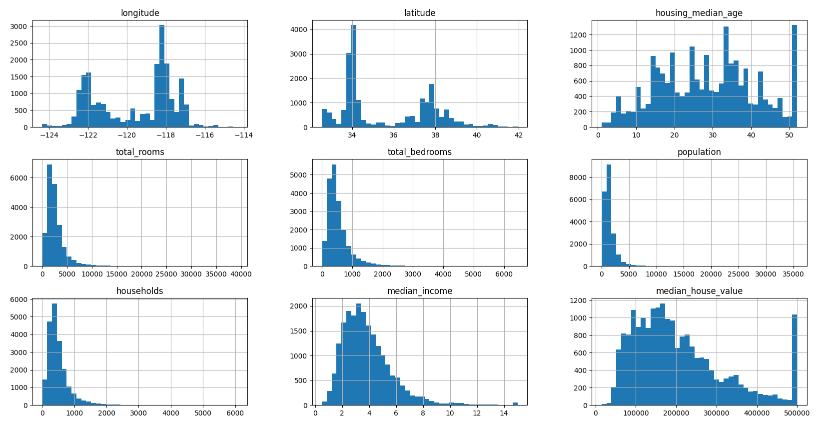 longitude
3000
2500
2000
1500
1000
500
0
−124 −122 −120 −118 −116 −114
latitude
4000
3000
2000
1000
0
34 36 38 40 42
housing_median_age
1200
1000
800
600
400
200
0
0 10 20 30 40 50
total_rooms
6000
4000
2000
0
0 5000 10000 15000 20000 25000 30000 35000 40000
total_bedrooms
5000
4000
3000
2000
1000
0
0 1000 2000 3000 4000 5000 6000
population
8000
6000
4000
2000
0
0 5000 10000 15000 20000 25000 30000 35000
households
6000
5000
4000
3000
2000
1000
0
0 1000 2000 3000 4000 5000 6000
median_income
2000
1500
1000
500
0
0 2 4 6 8 10 12 14
median_house_value
1200
1000
800
600
400
200
0
100000 200000 300000 400000 500000